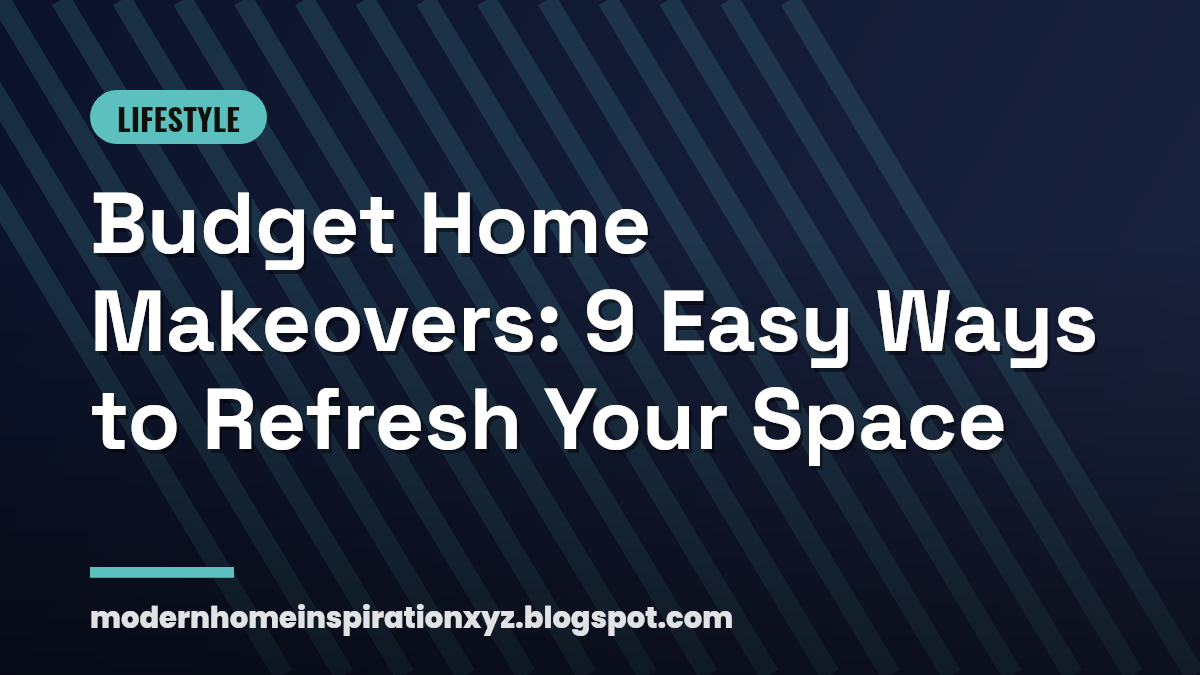 LIFESTYLE
Budget Home
Makeovers: 9 Easy Ways
to Refresh Your Space
modernhomeinspirationxyz.blogspot.com